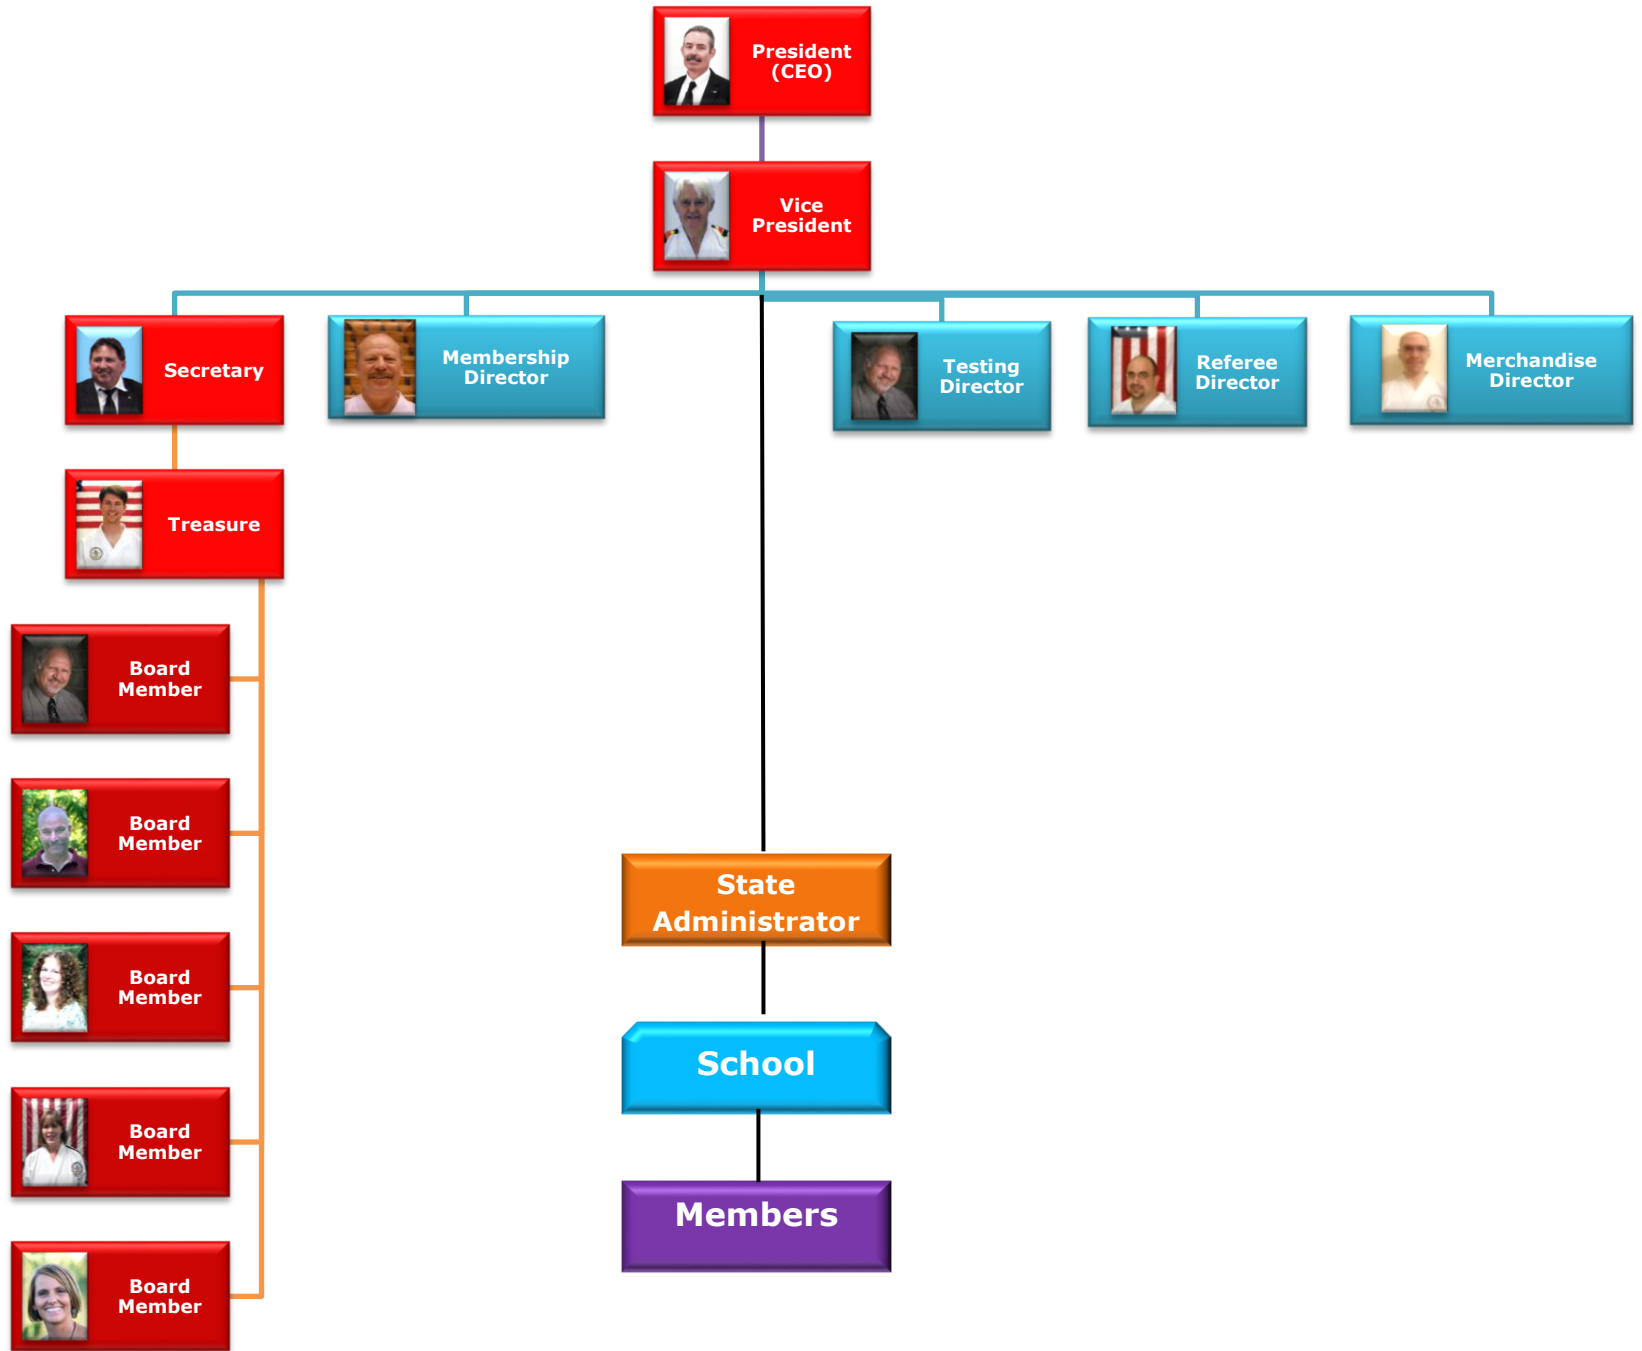 President
(CEO)
Vice
President
Secretary
Membership
Director
Testing
Director
Referee
Director
Merchandise
Director
Treasure
Board
Member
Board
Member
State
Administrator
Board
Member
School
Board
Member
Members
Board
Member